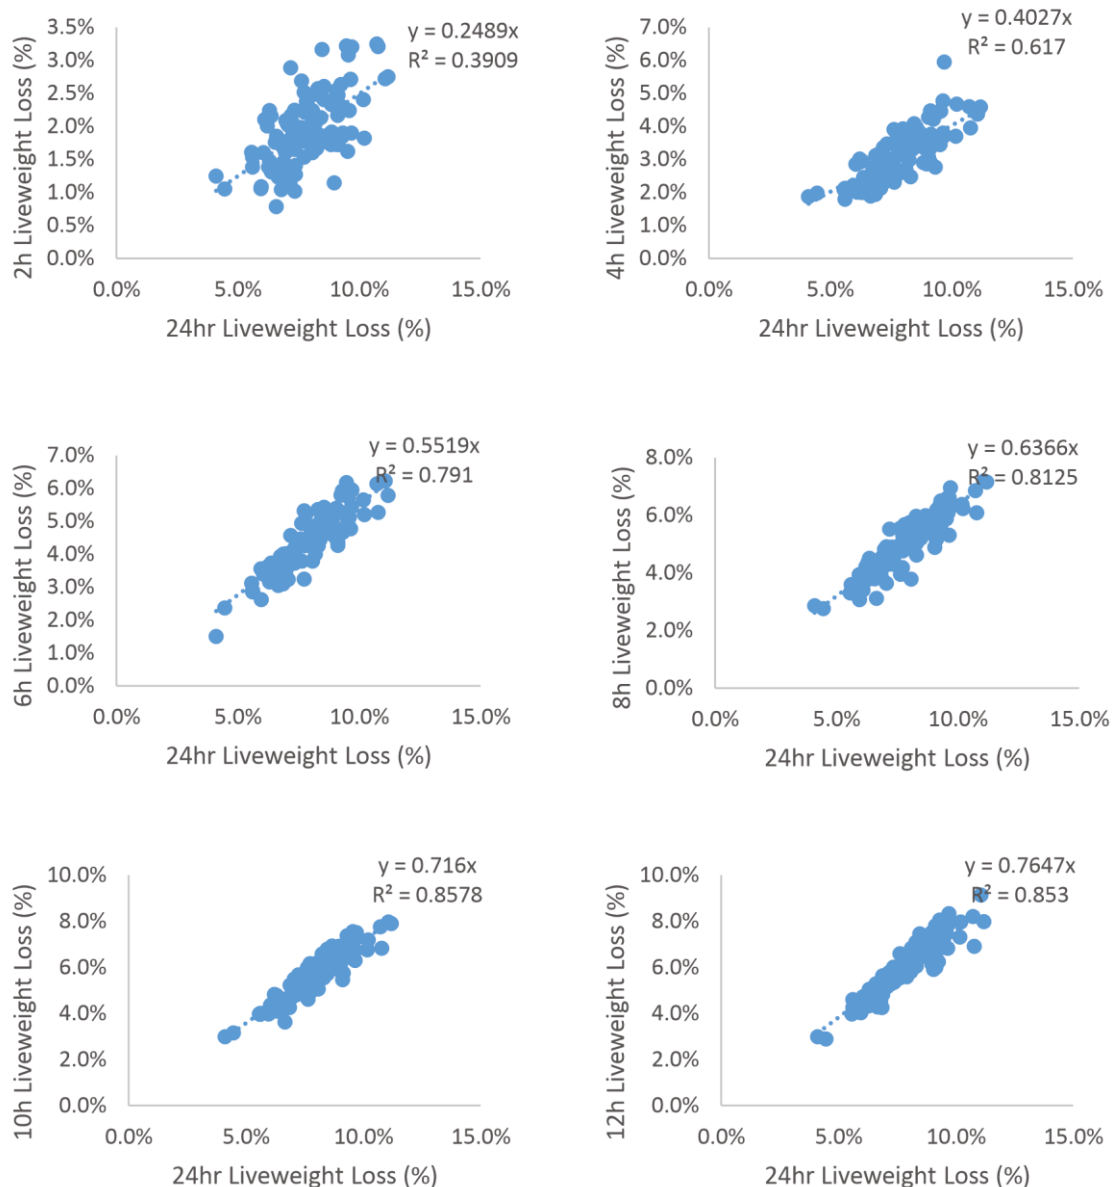 3.5%
3.0%
2.5%
2.0%
1.5%
1.0%
0.5%
0.0%
2h Liveweight Loss (%)
y = 0.2489x
R² = 0.3909
0.0% 5.0% 10.0% 15.0%
24hr Liveweight Loss (%)
7.0%
6.0%
5.0%
4.0%
3.0%
2.0%
1.0%
0.0%
4h Liveweight Loss (%)
y = 0.4027x
R² = 0.617
0.0% 5.0% 10.0% 15.0%
24hr Liveweight Loss (%)
7.0%
6.0%
5.0%
4.0%
3.0%
2.0%
1.0%
0.0%
6h Liveweight Loss (%)
y = 0.5519x
R² = 0.791
0.0% 5.0% 10.0% 15.0%
24hr Liveweight Loss (%)
8.0%
6.0%
4.0%
2.0%
0.0%
8h Liveweight Loss (%)
y = 0.6366x
R² = 0.8125
0.0% 5.0% 10.0% 15.0%
24hr Liveweight Loss (%)
10.0%
8.0%
6.0%
4.0%
2.0%
0.0%
10h Liveweight Loss (%)
y = 0.716x
R² = 0.8578
0.0% 5.0% 10.0% 15.0%
24hr Liveweight Loss (%)
10.0%
8.0%
6.0%
4.0%
2.0%
0.0%
12h Liveweight Loss (%)
y = 0.7647x
R² = 0.853
0.0% 5.0% 10.0% 15.0%
24hr Liveweight Loss (%)